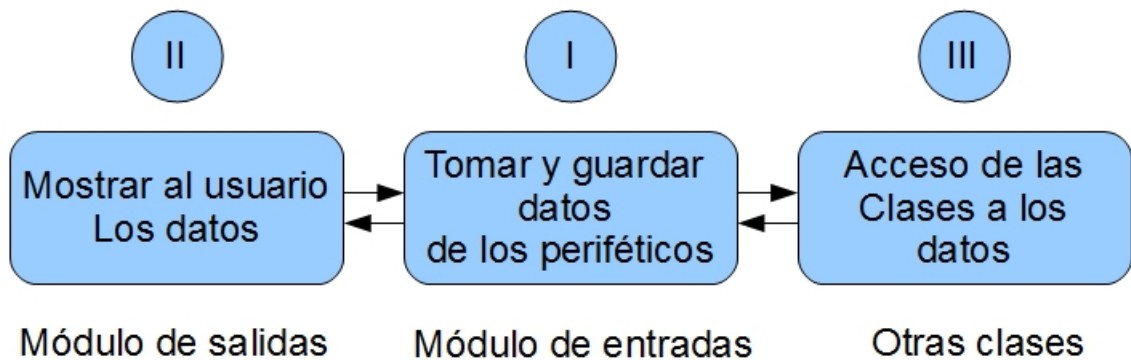 II
I
III
Mostrar al usuario
Los datos
Tomar y guardar
datos
de los periféticos
Acceso de las
Clases a los
datos
Módulo de salidas
Módulo de entradas
Otras clases